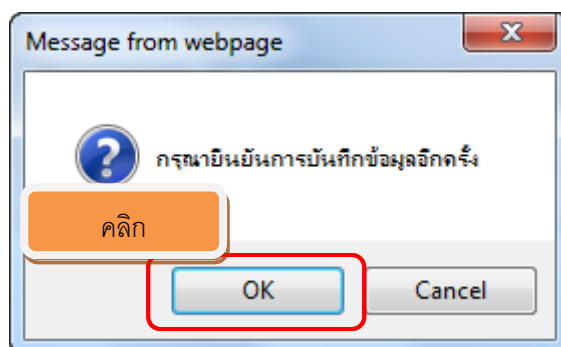 Message from webpage
กรุณายืนยันการบันทึกข้อมูลอีกครั้ง
คลิก
OK
Cancel